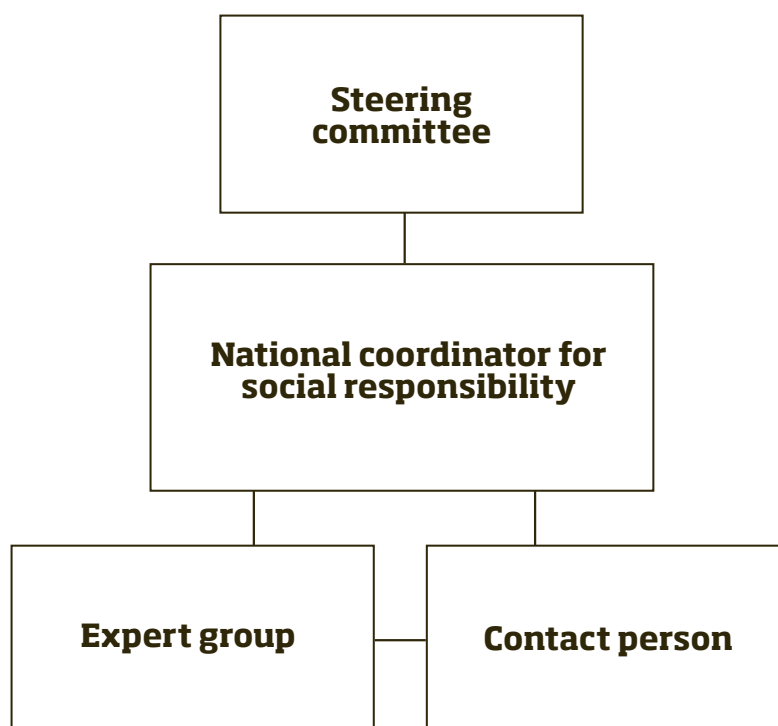 Steering
committee
National coordinator for
social responsibility
Expert group
Contact person